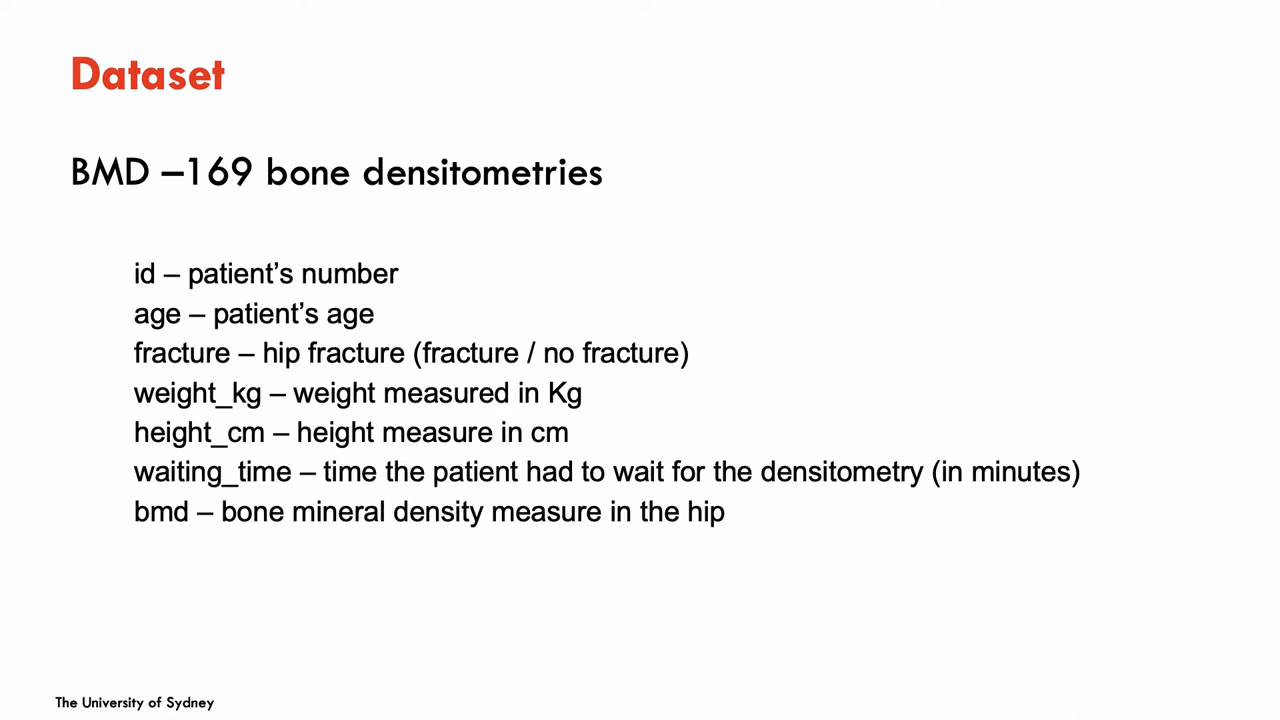 Dataset
BMD –169 bone densitometries
id – patient’s number
age – patient’s age
fracture – hip fracture (fracture / no fracture)
weight_kg – weight measured in Kg
height_cm – height measure in cm
waiting_time – time the patient had to wait for the densitometry (in minutes)
bmd – bone mineral density measure in the hip
The University of Sydney